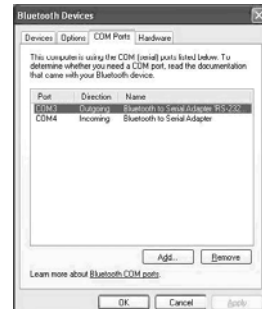 Bluetooth Devices
Devices Options COM Ports Hardware
This computer is using the COM (serial) ports listed below. To
determine whether you need a COM port, read the documentation
that came with your Bluetooth device.
Port Direction Name
COM3 Outgoing Bluetooth to Serial Adapter 'RS-232...
COM4 Incoming Bluetooth to Serial Adapter
Add... Remove
Learn more about Bluetooth COM ports.
OK Cancel Apply